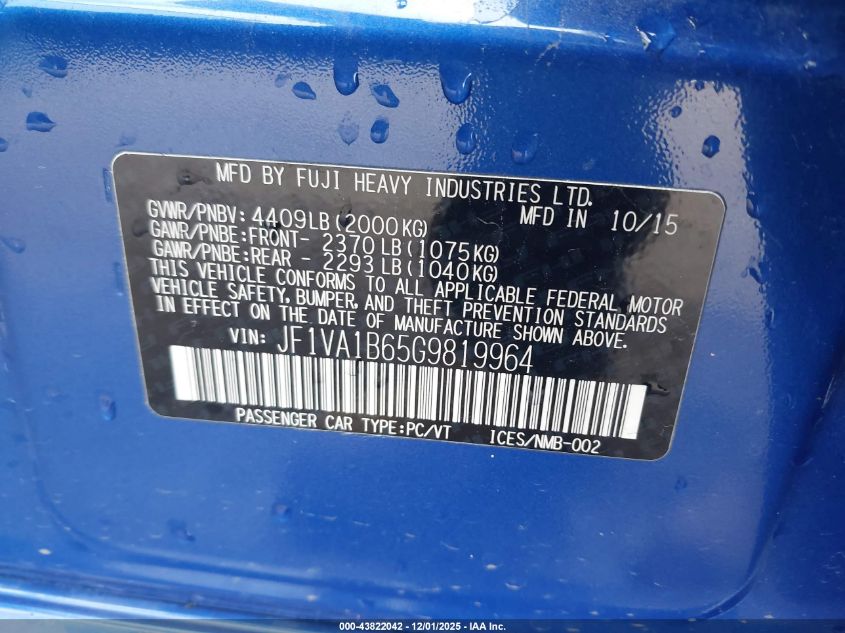 MFD BY FUJI HEAVY INDUSTRIES LTD.
GVWR/PNBV: 4409LB (2000KG) MFD IN 10/15
GAWR/PNBE:FRONT- 2370LB (1075KG)
GAWR/PNBE:REAR - 2293LB (1040KG)
THIS VEHICLE CONFORMS TO ALL APPLICABLE FEDERAL MOTOR
VEHICLE SAFETY, BUMPER, AND THEFT PREVENTION STANDARDS
IN EFFECT ON THE DATE OF MANUFACTURE SHOWN ABOVE.
VIN: JF1VA1B65G9819964
PASSENGER CAR TYPE:PC/VT ICES/NMB-002
000-43822042 - 12/01/2025 - IAA Inc.